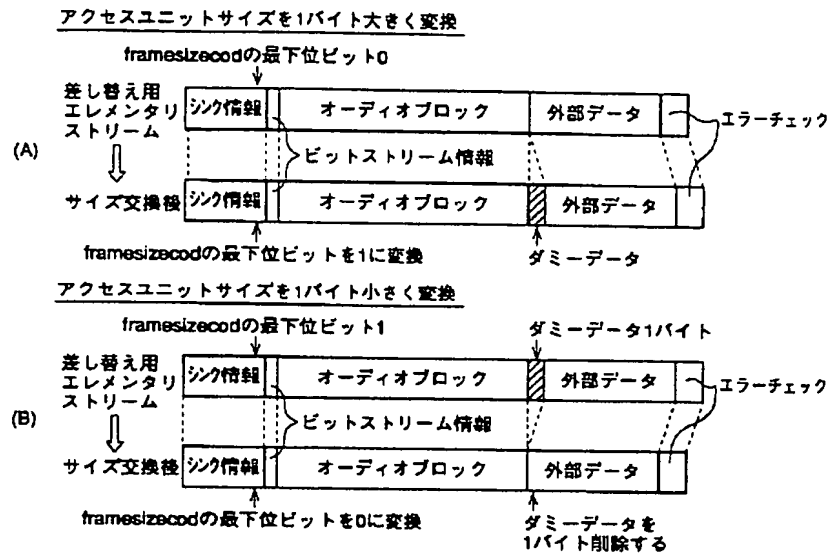 アクセスユニットサイズを1バイト大きく変換
framesizecodの最下位ビット0
差し替え用
エレメンタリ
ストリーム
シンク情報
オーディオブロック
外部データ
エラーチェック
(A)
ビットストリーム情報
サイズ交換後
シンク情報
オーディオブロック
外部データ
framesizecodの最下位ビットを1に変換
ダミーデータ
アクセスユニットサイズを1バイト小さく変換
framesizecodの最下位ビット1
ダミーデータ1バイト
差し替え用
エレメンタリ
ストリーム
シンク情報
オーディオブロック
外部データ
エラーチェック
(B)
ビットストリーム情報
サイズ交換後
シンク情報
オーディオブロック
外部データ
framesizecodの最下位ビットを0に変換
ダミーデータを
1バイト削除する